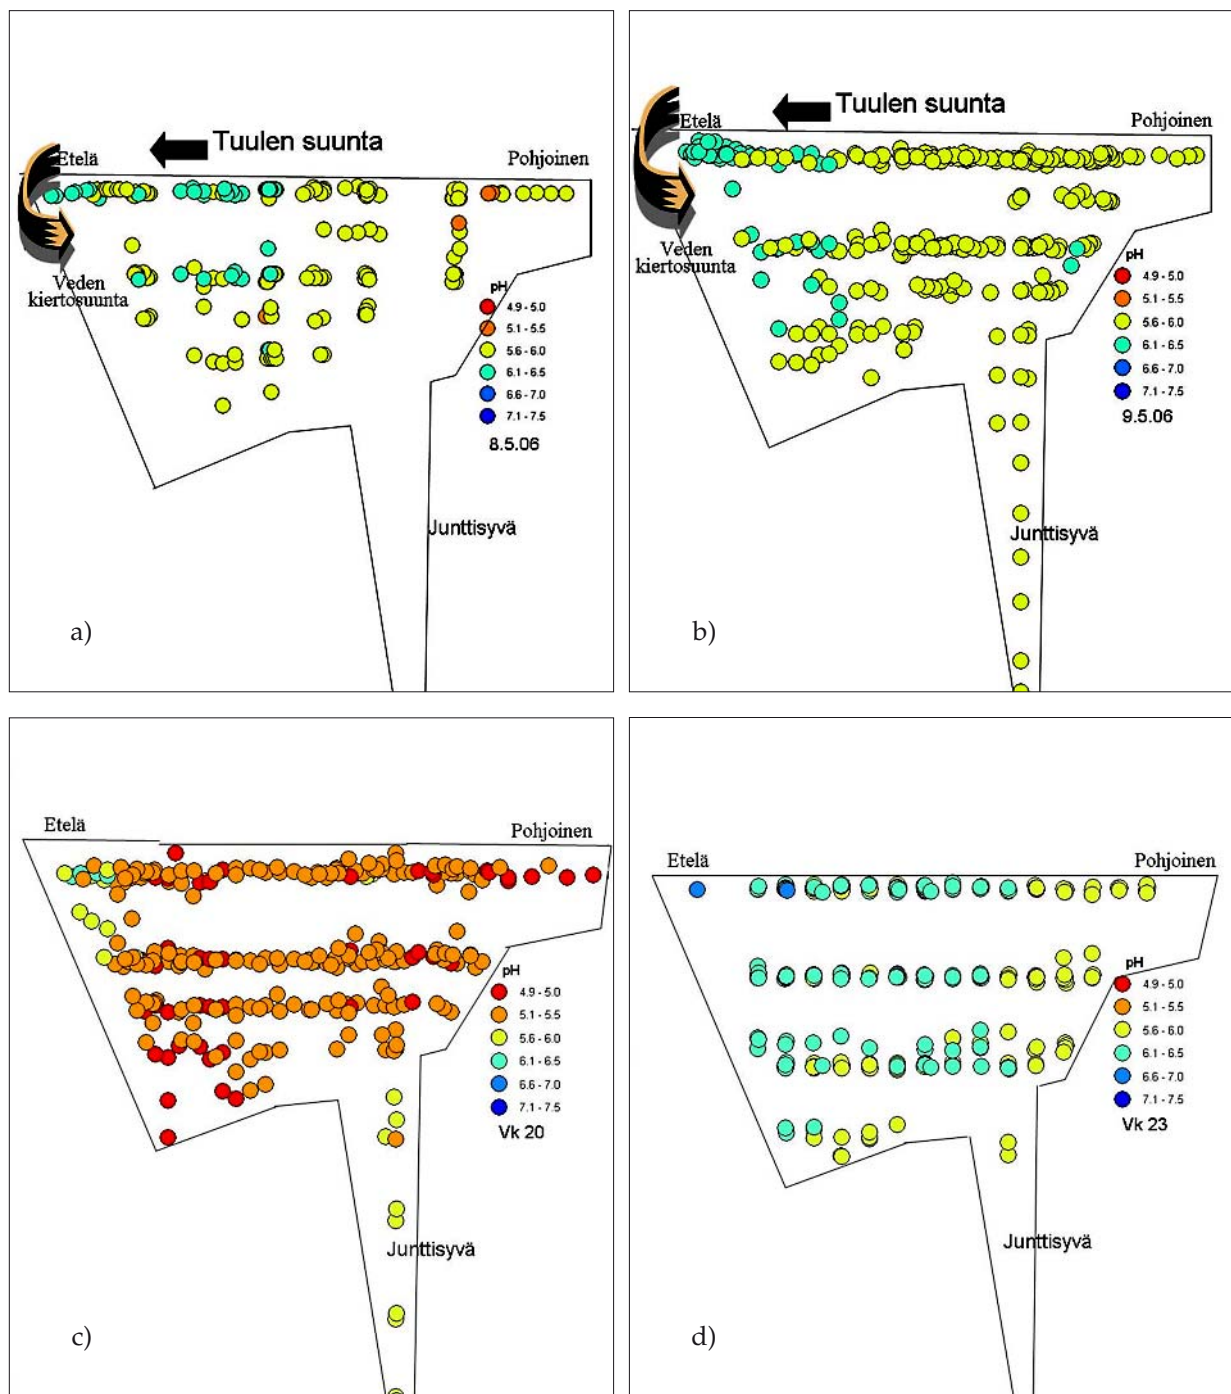 Tuulen suunta
Etelä
Pohjoinen
Veden
kiertosuunta
pH
4.9 - 5.0
5.1 - 5.5
5.6 - 6.0
6.1 - 6.5
6.6 - 7.0
7.1 - 7.5
8.5.06
Junttisyvä
a)
Tuulen suunta
Etelä
Pohjoinen
Veden
kiertosuunta
pH
4.9 - 5.0
5.1 - 5.5
5.6 - 6.0
6.1 - 6.5
6.6 - 7.0
7.1 - 7.5
9.5.06
Junttisyvä
b)
Etelä
Pohjoinen
pH
4.9 - 5.0
5.1 - 5.5
5.6 - 6.0
6.1 - 6.5
6.6 - 7.0
7.1 - 7.5
Vk 20
Junttisyvä
c)
Etelä
Pohjoinen
pH
4.9 - 5.0
5.1 - 5.5
5.6 - 6.0
6.1 - 6.5
6.6 - 7.0
7.1 - 7.5
Vk 23
Junttisyvä
d)